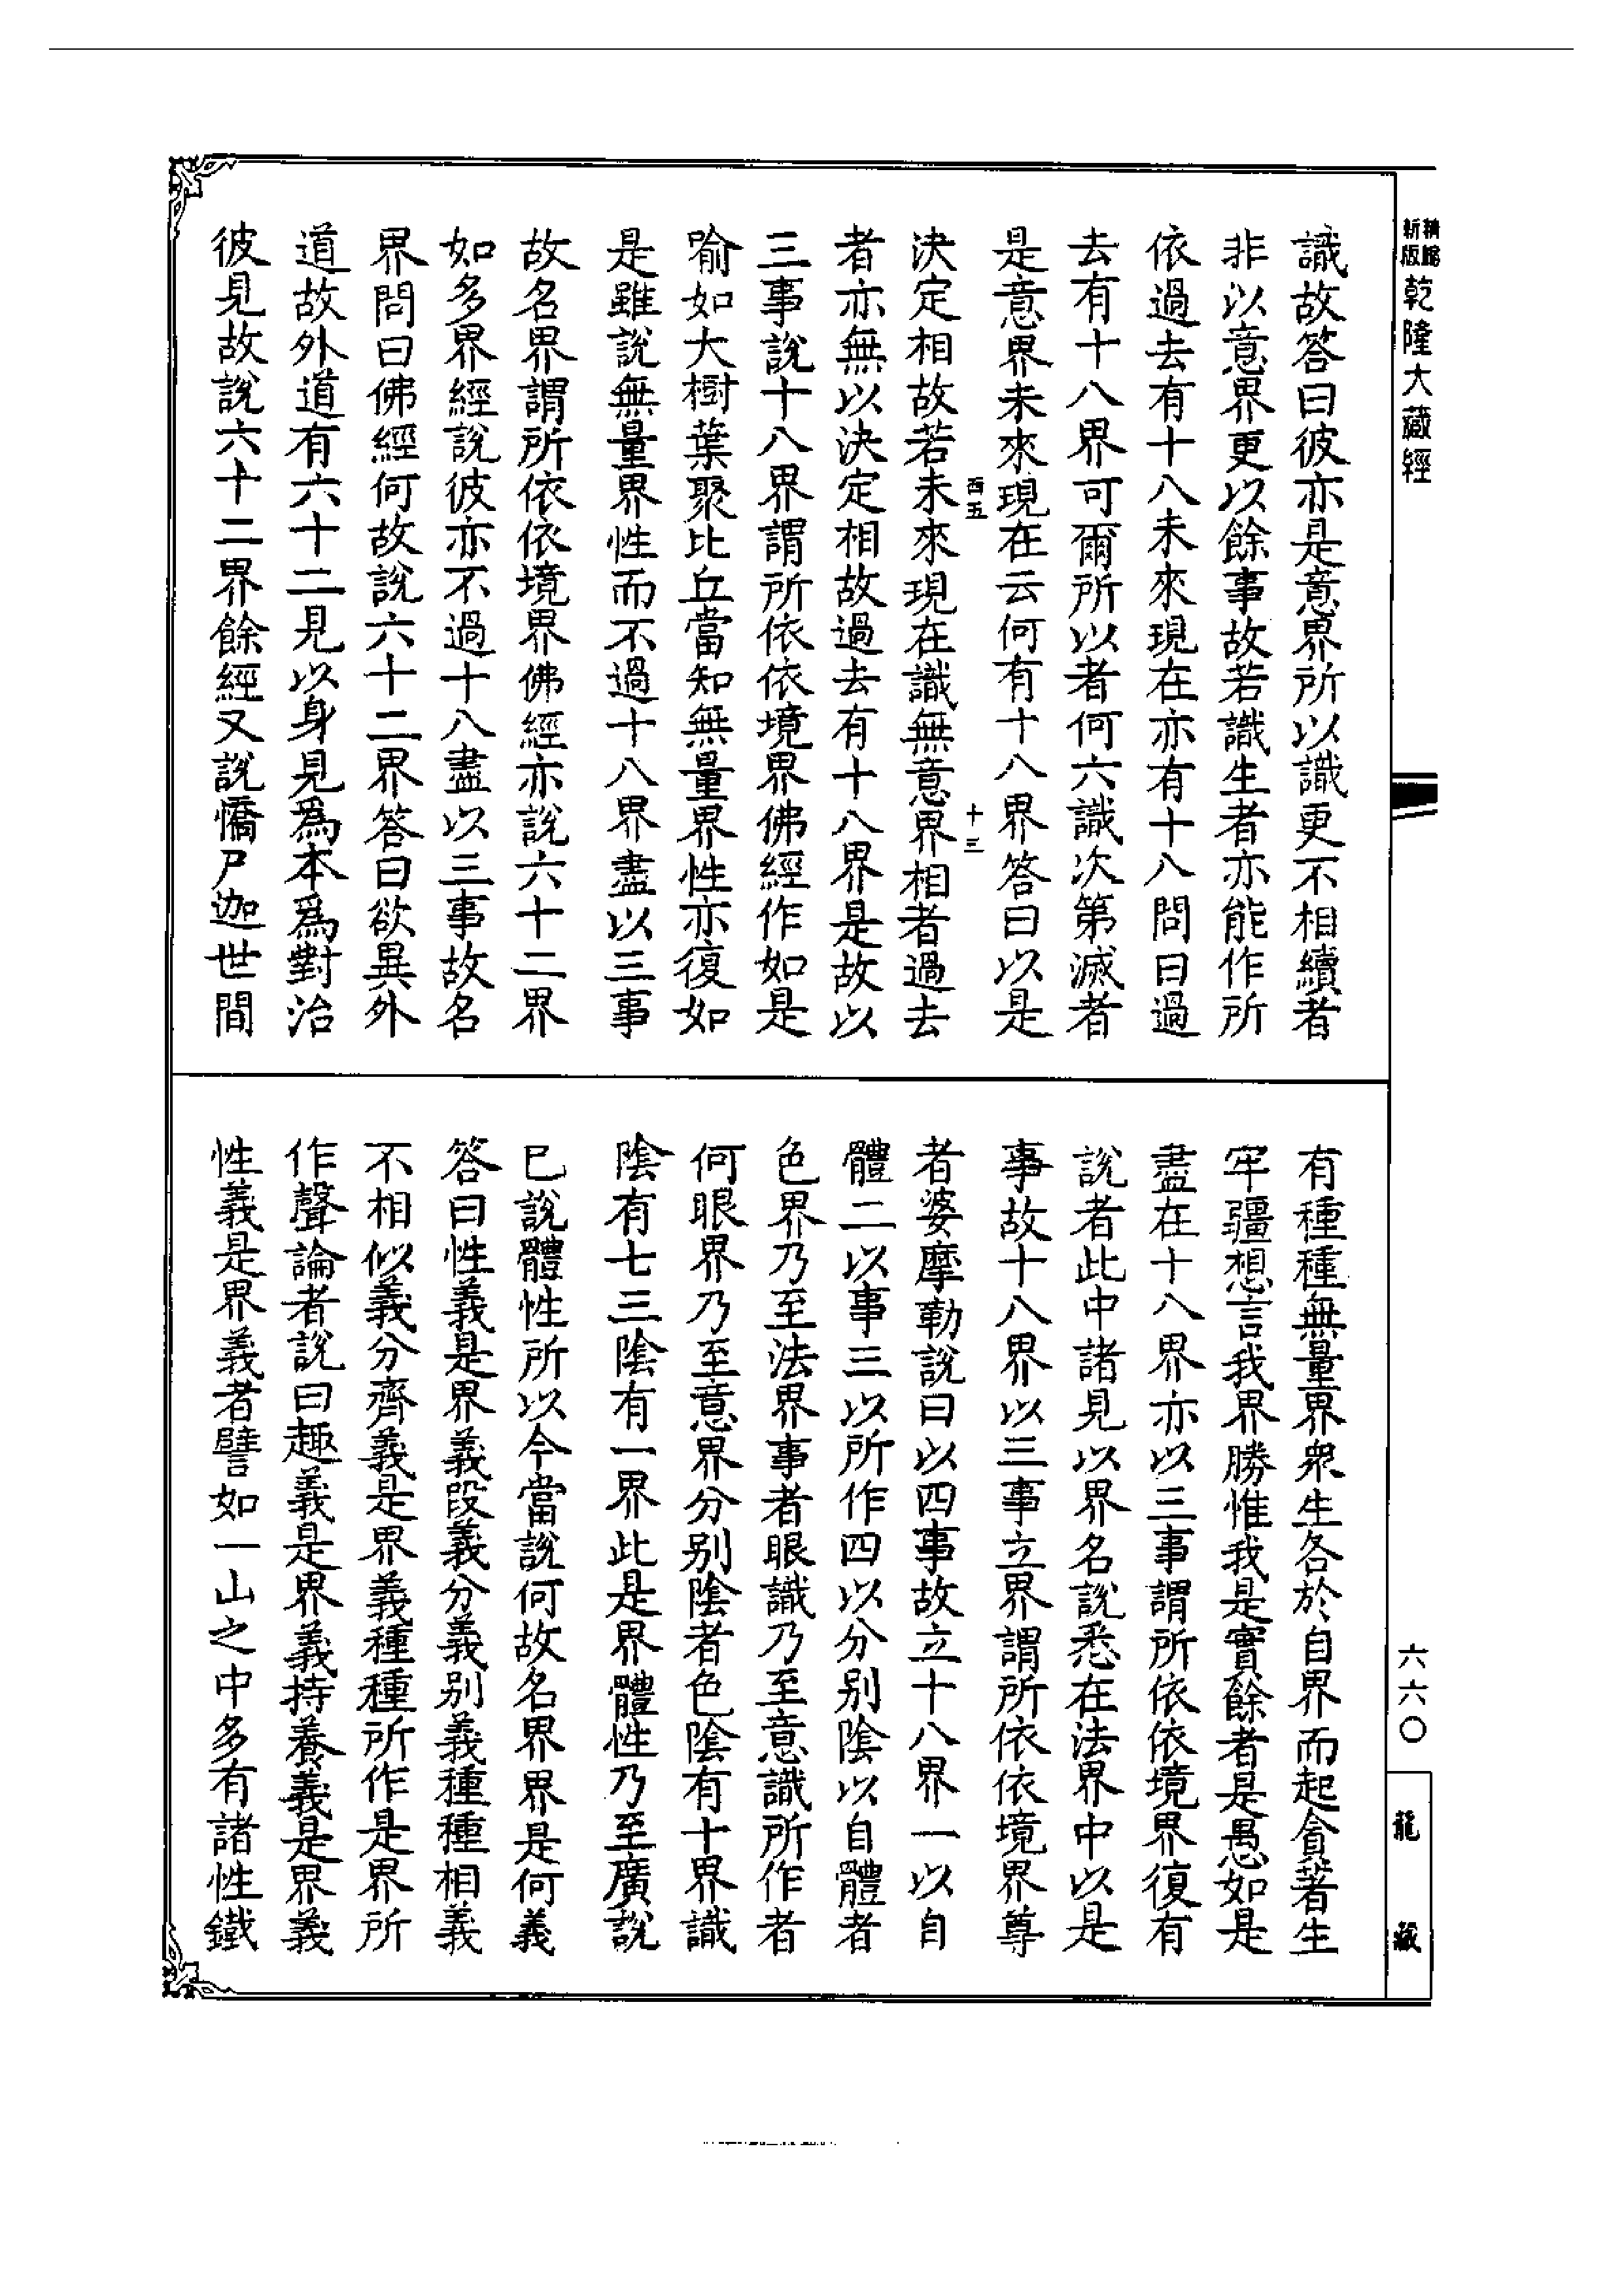 精縮新版乾隆大藏經
識故答曰彼亦是意界所以識更不相續者
非以意界更以餘事故若識生者亦能作所
依過去有十八未來現在亦有十八問曰過
去有十八界可爾所以者何六識次第滅者
是意界未來現在云何有十八界答曰以是
西五 十三
決定相故若未來現在識無意界相者過去
者亦無以決定相故過去有十八界是故以
三事說十八界謂所依依境界佛經作如是
喻如大樹葉聚比丘當知無量界性亦復如
是雖說無量界性而不過十八界盡以三事
故名界謂所依依境界佛經亦說六十二界
如多界經說彼亦不過十八盡以三事故名
界問曰佛經何故說六十二界答曰欲異外
道故外道有六十二見以身見為本為對治
彼見故說六十二界餘經又說憍尸迦世間
有種種無量界衆生各於自界而起貪著生
牢疆想言我界勝惟我是實餘者是愚如是
盡在十八界亦以三事謂所依依境界復有
說者此中諸見以界名說悉在法界中以是
事故十八界以三事立界謂所依依境界尊
者婆摩勒說曰以四事故立十八界一以自
體二以事三以所作四以分别陰以自體者
色界乃至法界事者眼識乃至意識所作者
何眼界乃至意界分别陰者色陰有十界識
陰有七三陰有一界此是界體性乃至廣說
已說體性所以今當說何故名界界是何義
答曰性義是界義段義分義别義種種相義
不相似義分齊義是界義種種所作是界所
作聲論者說曰趣義是界義持養義是界義
性義是界義者譬如一山之中多有諸性鐵
六六〇
龍藏